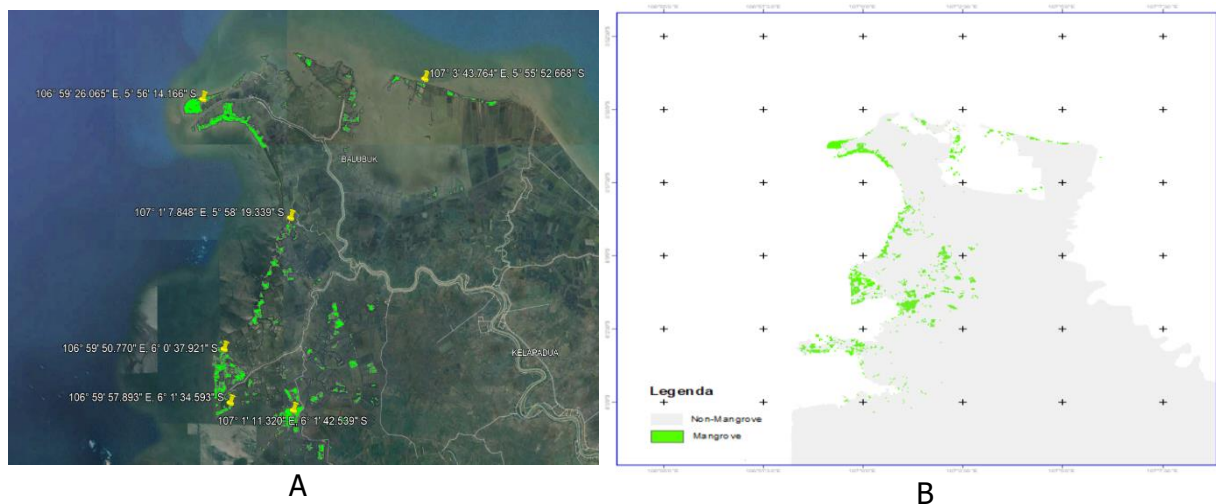 107° 3' 43.764" E, 5° 55' 52.668" S
106° 59' 26.065" E, 5° 56' 14.166" S
BALUBUK
107° 1' 7.848" E, 5° 58' 19.339" S
106° 59' 50.770" E, 6° 0' 37.921" S
KELAPADUA
106° 59' 57.893" E, 6° 1' 34.593" S
107° 1' 11.320" E, 6° 1' 42.539" S
A
Legenda
Non-Mangrove
Mangrove
B